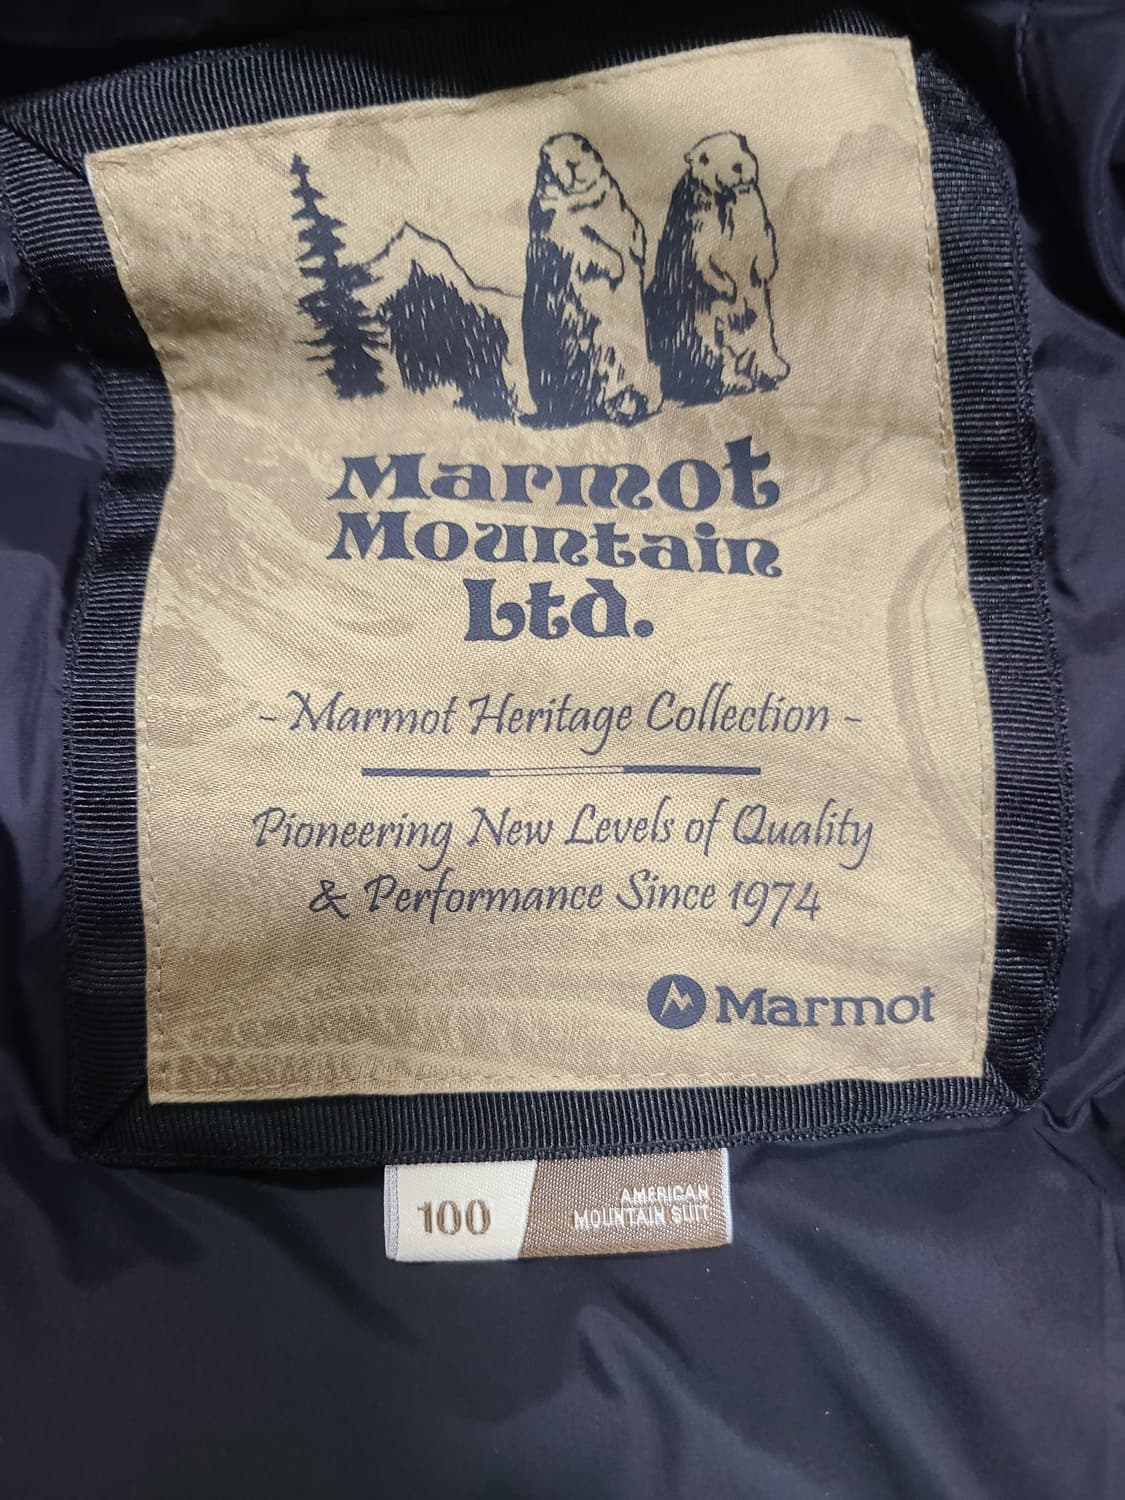 Marmot
Mountain
Ltd.
- Marmot Heritage Collection -
Pioneering New Levels of Quality
& Performance Since 1974
Marmot
100
AMERICAN
MOUNTAIN SUIT